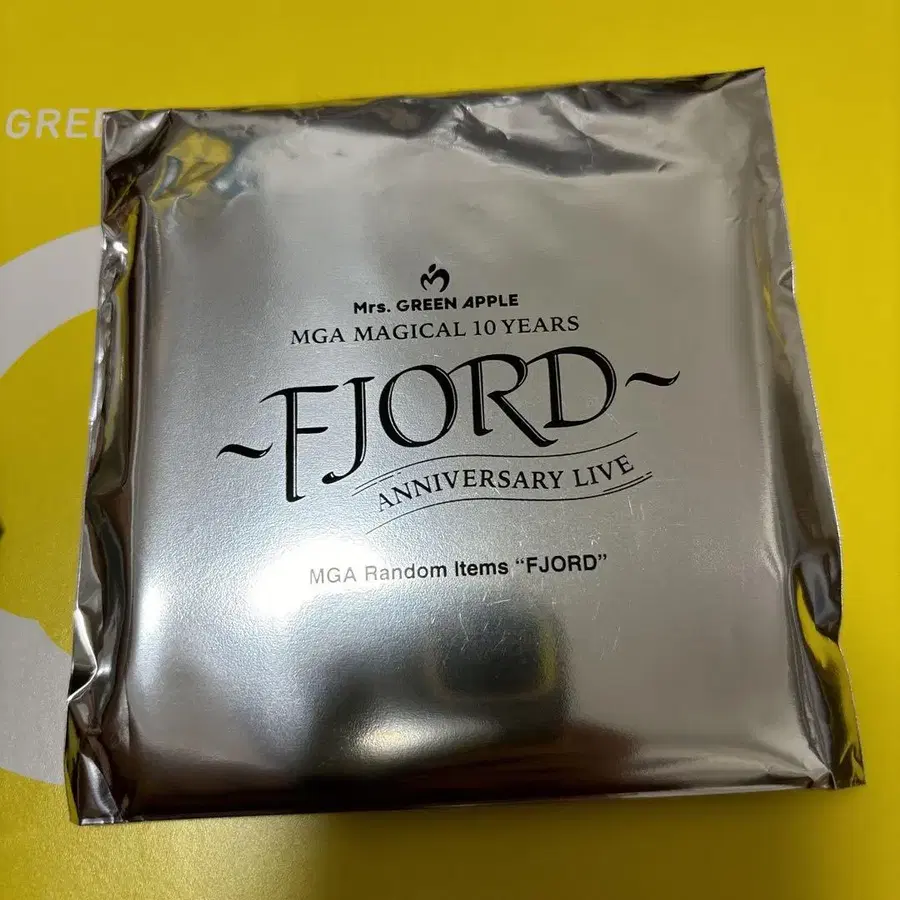 GREE
Mrs. GREEN APPLE
MGA MAGICAL 10 YEARS
~FJORD~
ANNIVERSARY LIVE
MGA Random Items “FJORD”